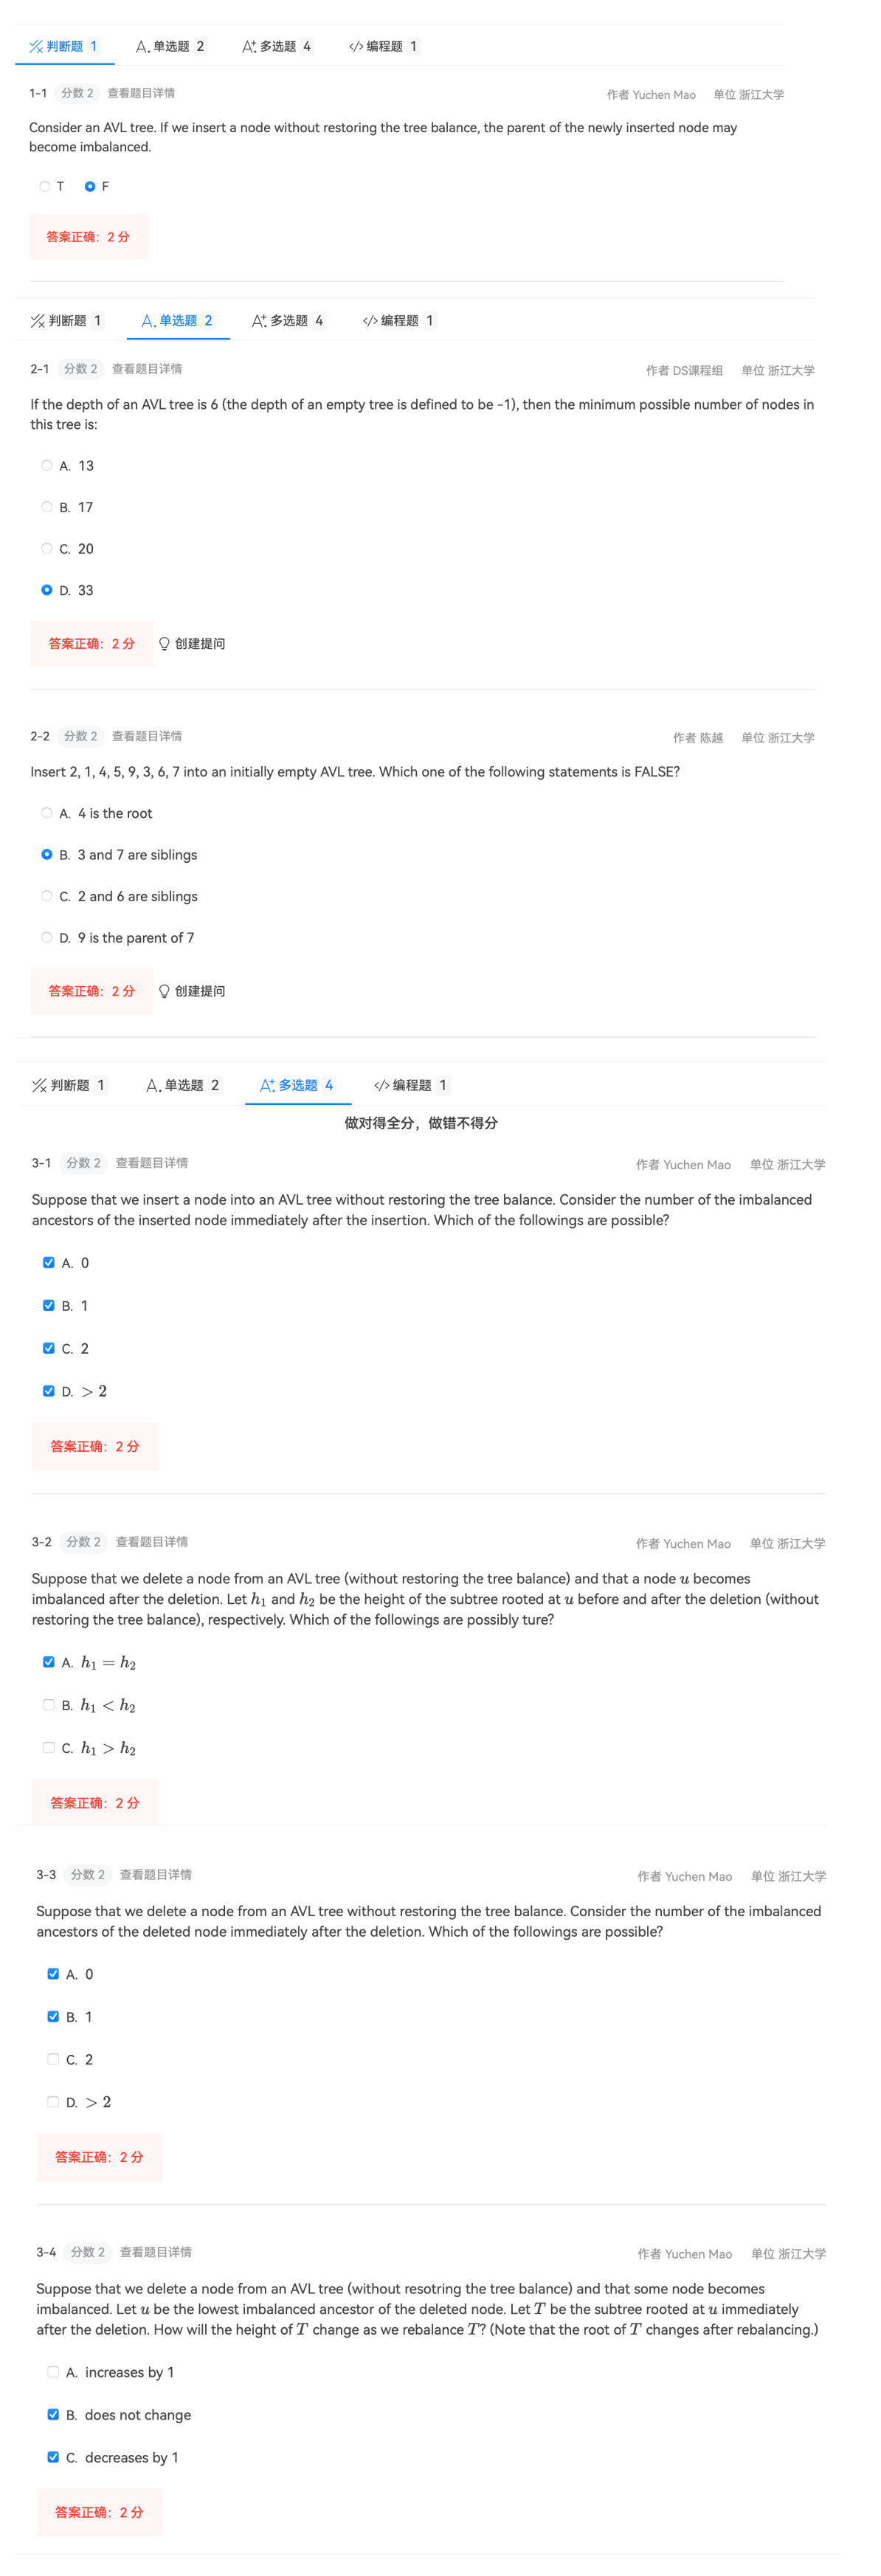 判断题 1 单选题 2 多选题 4 编程题 1
1-1 分数 2 查看题目详情 作者 Yuchen Mao 单位 浙江大学
Consider an AVL tree. If we insert a node without restoring the tree balance, the parent of the newly inserted node may
become imbalanced.
T F
答案正确：2 分
判断题 1 单选题 2 多选题 4 编程题 1
2-1 分数 2 查看题目详情 作者 DS课程组 单位 浙江大学
If the depth of an AVL tree is 6 (the depth of an empty tree is defined to be -1), then the minimum possible number of nodes in
this tree is:
A. 13
B. 17
C. 20
D. 33
答案正确：2 分 创建提问
2-2 分数 2 查看题目详情 作者 陈越 单位 浙江大学
Insert 2, 1, 4, 5, 9, 3, 6, 7 into an initially empty AVL tree. Which one of the following statements is FALSE?
A. 4 is the root
B. 3 and 7 are siblings
C. 2 and 6 are siblings
D. 9 is the parent of 7
答案正确：2 分 创建提问
判断题 1 单选题 2 多选题 4 编程题 1
做对得全分，做错不得分
3-1 分数 2 查看题目详情 作者 Yuchen Mao 单位 浙江大学
Suppose that we insert a node into an AVL tree without restoring the tree balance. Consider the number of the imbalanced
ancestors of the inserted node immediately after the insertion. Which of the followings are possible?
A. 0
B. 1
C. 2
D. > 2
答案正确：2 分
3-2 分数 2 查看题目详情 作者 Yuchen Mao 单位 浙江大学
Suppose that we delete a node from an AVL tree (without restoring the tree balance) and that a node u becomes
imbalanced after the deletion. Let h₁ and h₂ be the height of the subtree rooted at u before and after the deletion (without
restoring the tree balance), respectively. Which of the followings are possibly ture?
A. h₁ = h₂
B. h₁ < h₂
C. h₁ > h₂
答案正确：2 分
3-3 分数 2 查看题目详情 作者 Yuchen Mao 单位 浙江大学
Suppose that we delete a node from an AVL tree without restoring the tree balance. Consider the number of the imbalanced
ancestors of the deleted node immediately after the deletion. Which of the followings are possible?
A. 0
B. 1
C. 2
D. > 2
答案正确：2 分
3-4 分数 2 查看题目详情 作者 Yuchen Mao 单位 浙江大学
Suppose that we delete a node from an AVL tree (without resotring the tree balance) and that some node becomes
imbalanced. Let u be the lowest imbalanced ancestor of the deleted node. Let T be the subtree rooted at u immediately
after the deletion. How will the height of T change as we rebalance T? (Note that the root of T changes after rebalancing.)
A. increases by 1
B. does not change
C. decreases by 1
答案正确：2 分